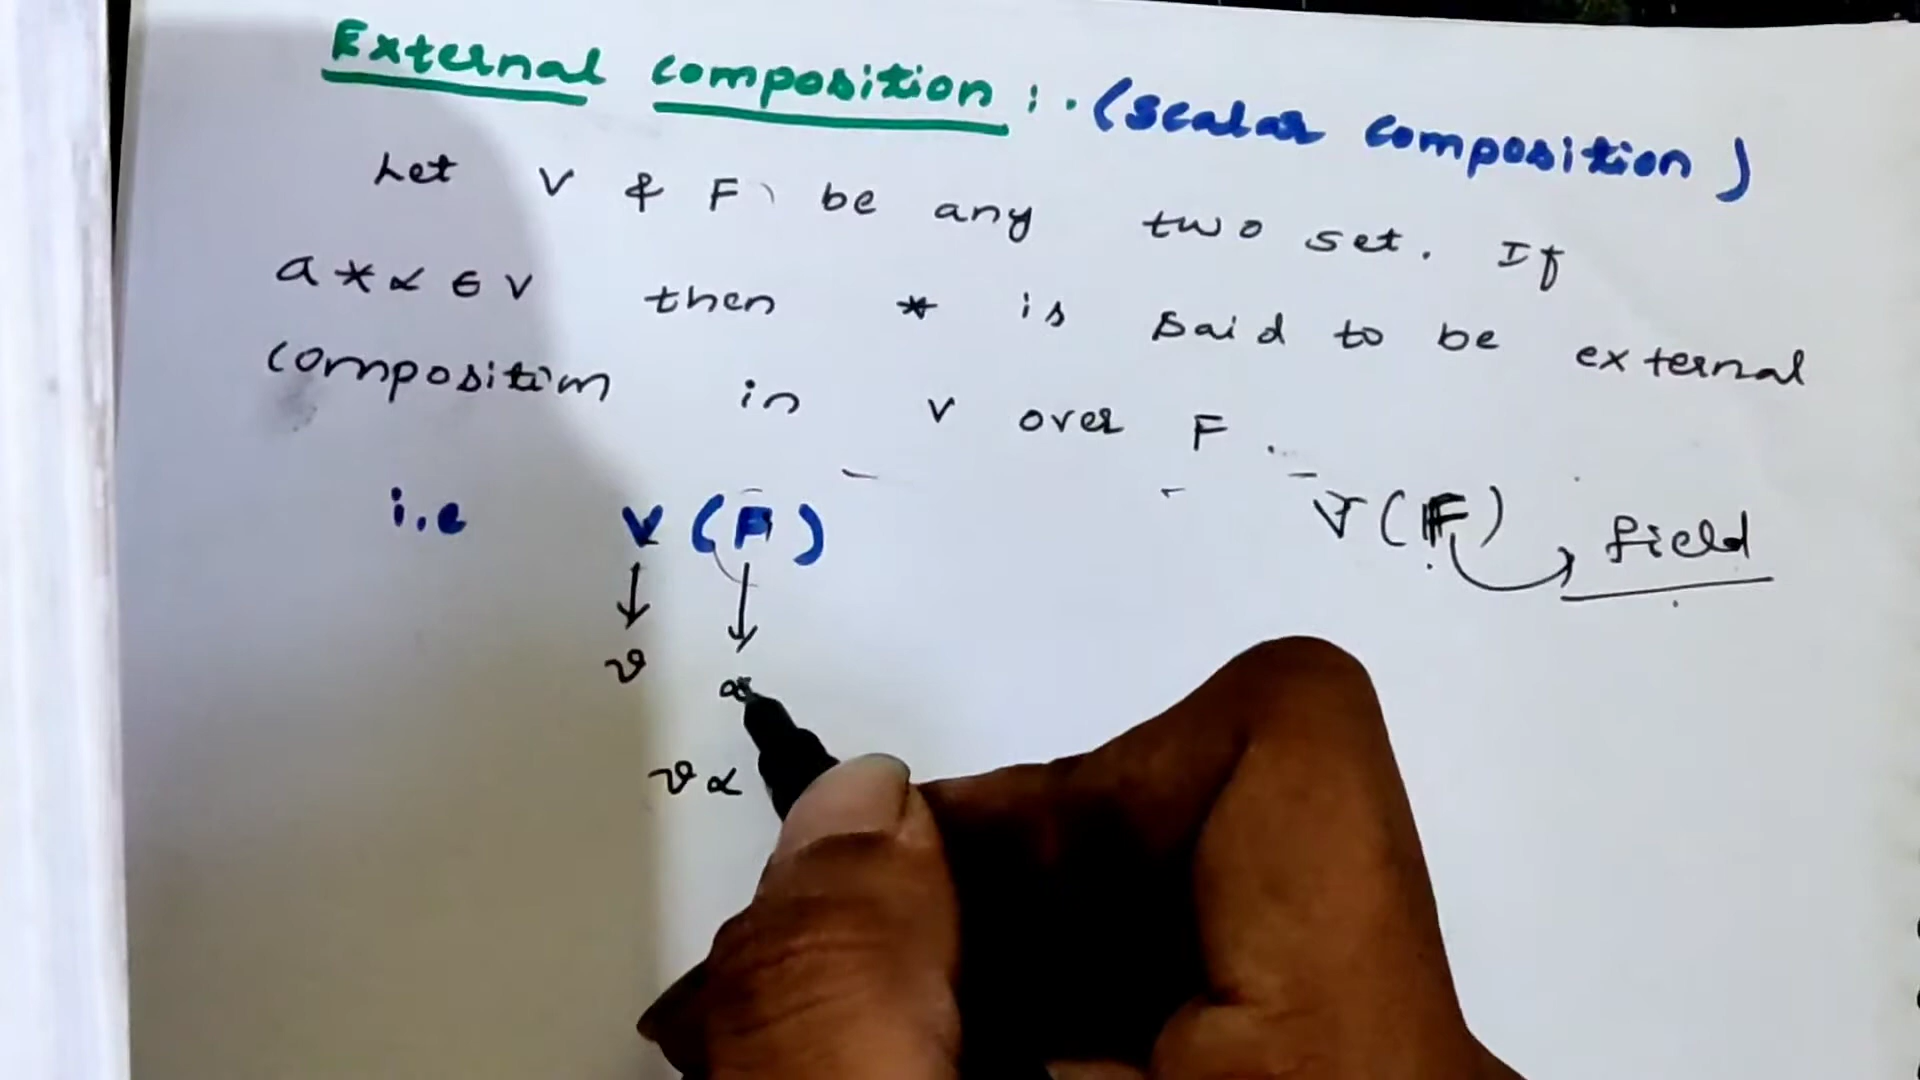 External composition : . (scalar composition)
Let V & F be any two set. If
a * α ∈ V then * is said to be external
composition in V over F.
i.e V (F) V (F) field
v α
v α